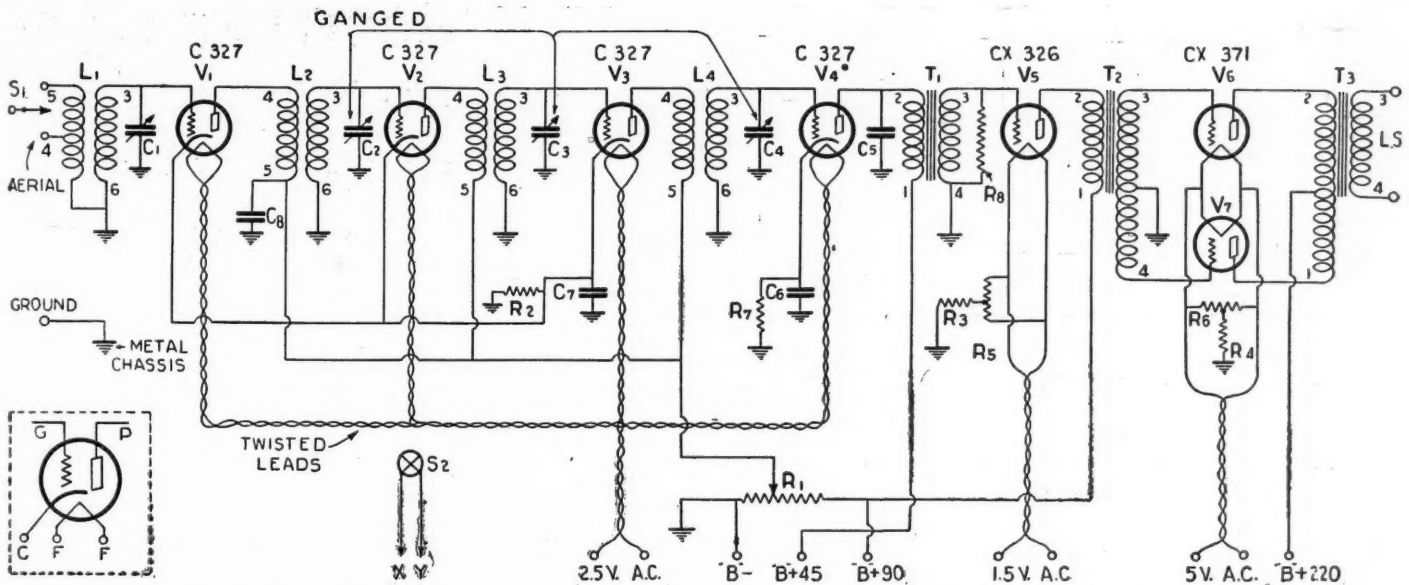 GANGED
C 327 C 327 C 327 C 327 CX 326 CX 371
L1 V1 L2 V2 L3 V3 L4 V4 T1 V5 T2 V6 T3
S1 5 3 4 3 4 3 4 3 2 3 2 3 2 3
4 C1 C2 C3 C4 C5 R8 L.S
AERIAL 6 5 6 5 6 5 6 1 4 1 4 1 4
C8 V7
R2 C7 R7 C6 R3 R5 R6 R4
GROUND
METAL
CHASSIS
TWISTED
LEADS
G P
S2 R1
C F F
X Y 2.5 V. A.C. "B"- "B"+45 "B"+90 1.5 V. A.C. 5 V. A.C. "B"+220